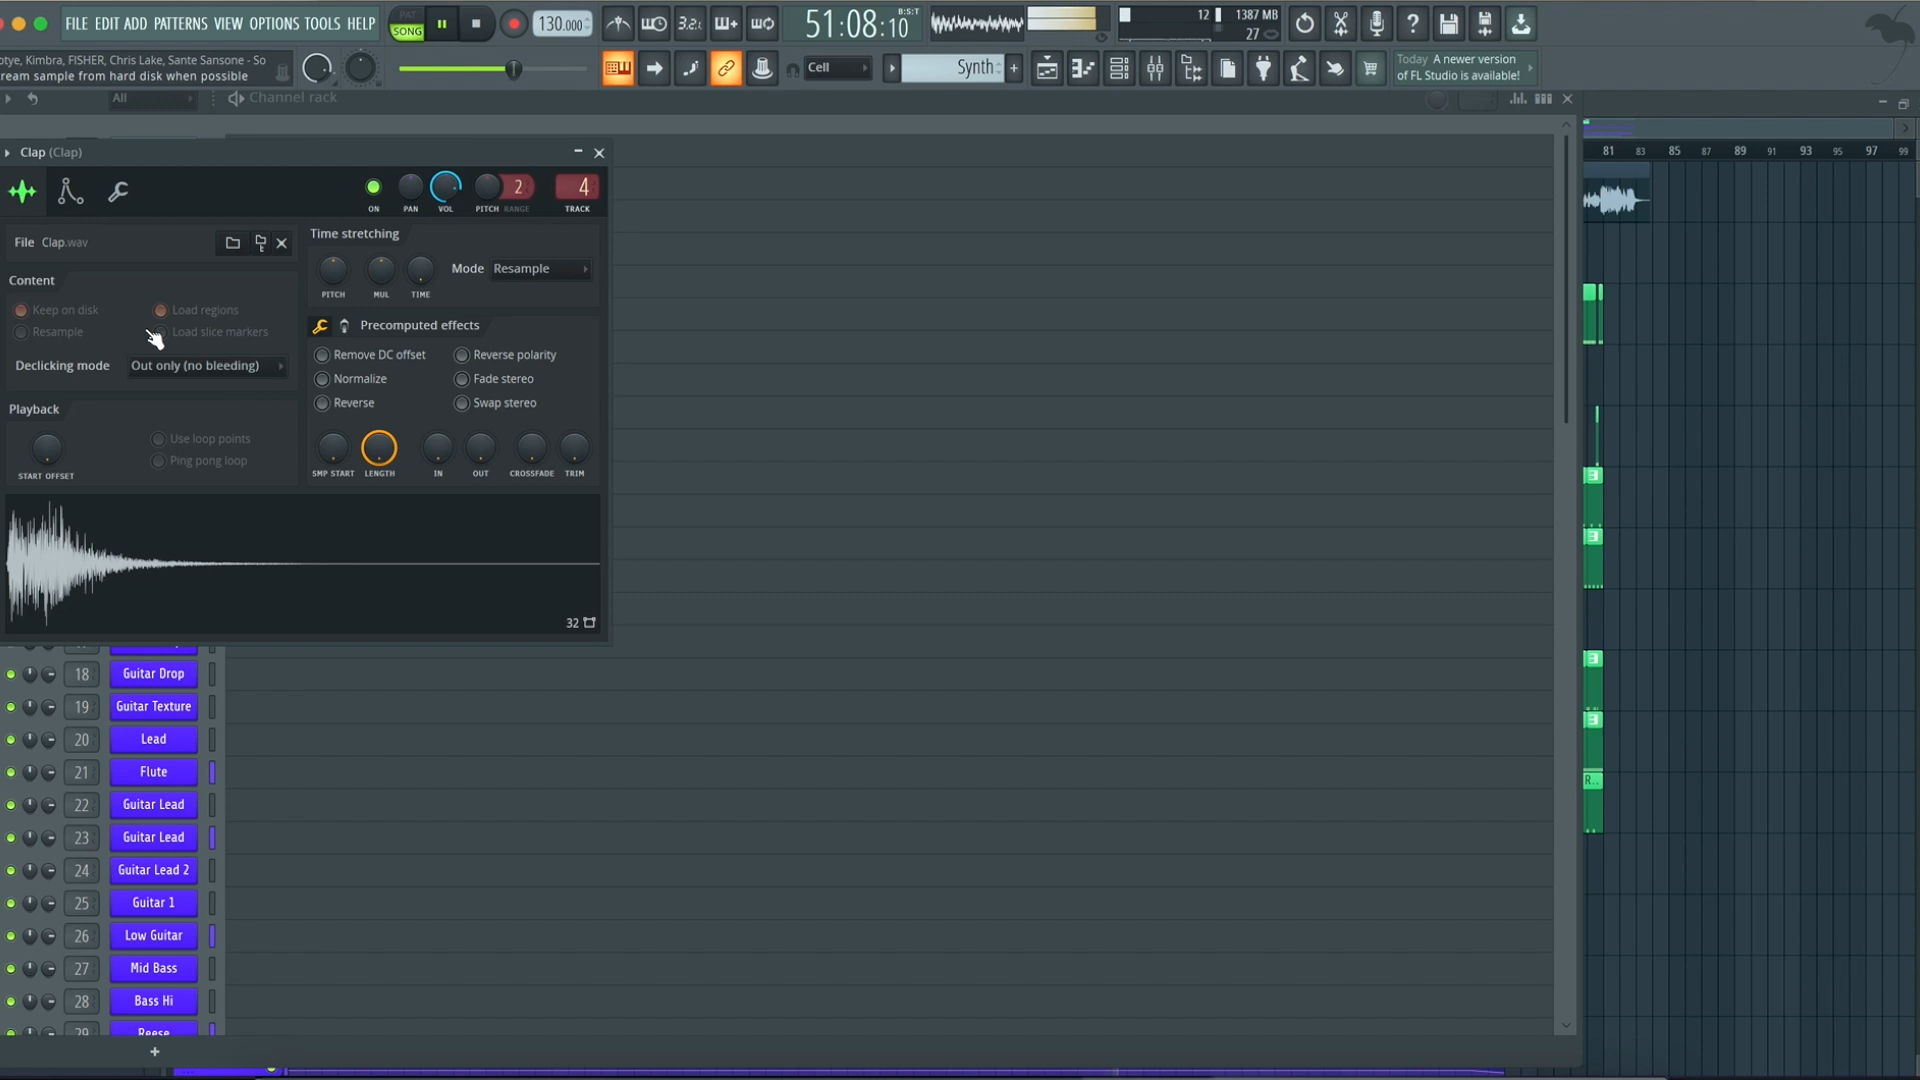 FILE EDIT ADD PATTERNS VIEW OPTIONS TOOLS HELP
PAT
SONG
130.000
3.2.
51:08:10
B:S:T
12
1387 MB
27
otye, Kimbra, FISHER, Chris Lake, Sante Sansone - So
ream sample from hard disk when possible
Cell
Synth
+
Today A newer version
of FL Studio is available!
All
Channel rack
81 83 85 87 89 91 93 95 97 99
Clap (Clap)
2
4
ON PAN VOL PITCH RANGE TRACK
File Clap.wav
Time stretching
Mode Resample
PITCH MUL TIME
Content
Keep on disk
Load regions
Resample
Load slice markers
Declicking mode Out only (no bleeding)
Precomputed effects
Remove DC offset
Reverse polarity
Normalize
Fade stereo
Reverse
Swap stereo
Playback
Use loop points
Ping pong loop
START OFFSET
SMP START LENGTH IN OUT CROSSFADE TRIM
32
18 Guitar Drop
19 Guitar Texture
20 Lead
21 Flute
22 Guitar Lead
23 Guitar Lead
24 Guitar Lead 2
25 Guitar 1
26 Low Guitar
27 Mid Bass
28 Bass Hi
29 Reese
+
R..